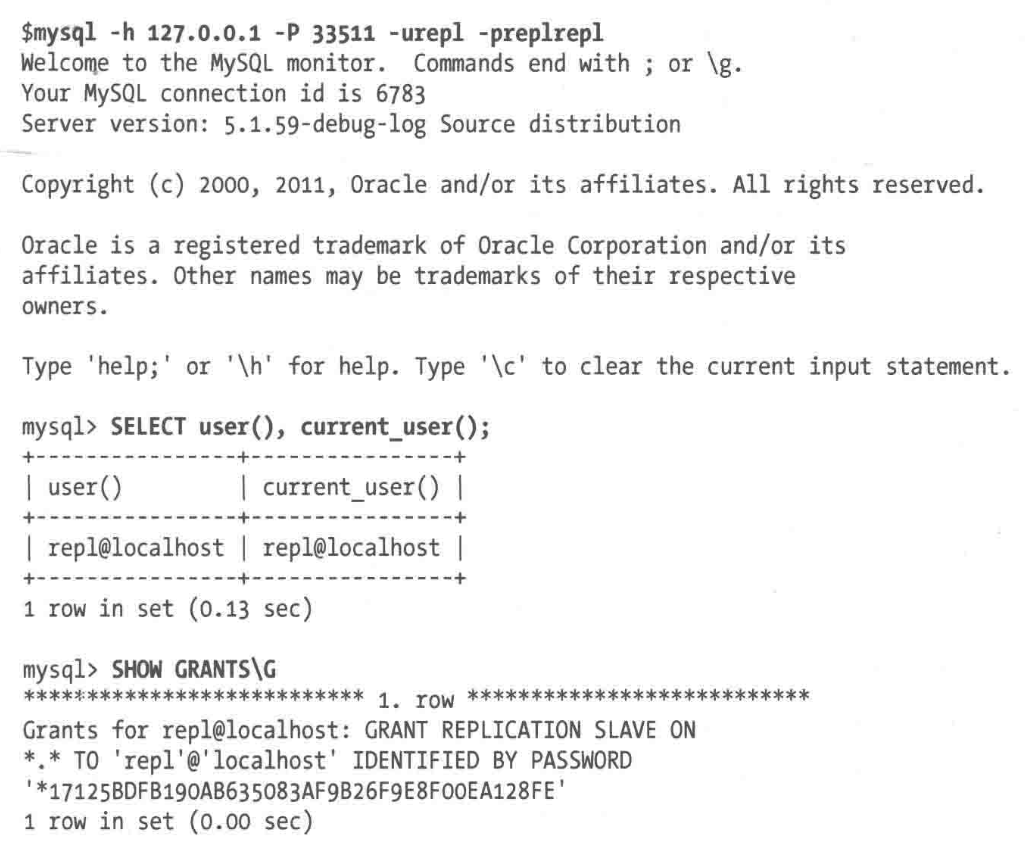 $mysql -h 127.0.0.1 -P 33511 -urepl -preplrepl
Welcome to the MySQL monitor.  Commands end with ; or \g.
Your MySQL connection id is 6783
Server version: 5.1.59-debug-log Source distribution
Copyright (c) 2000, 2011, Oracle and/or its affiliates. All rights reserved.
Oracle is a registered trademark of Oracle Corporation and/or its
affiliates. Other names may be trademarks of their respective
owners.
Type 'help;' or '\h' for help. Type '\c' to clear the current input statement.
mysql> SELECT user(), current_user();
+----------------+----------------+
| user()         | current_user() |
+----------------+----------------+
| repl@localhost | repl@localhost |
+----------------+----------------+
1 row in set (0.13 sec)
mysql> SHOW GRANTS\G
*************************** 1. row ***************************
Grants for repl@localhost: GRANT REPLICATION SLAVE ON
*.* TO 'repl'@'localhost' IDENTIFIED BY PASSWORD
'*17125BDFB190AB635083AF9B26F9E8F00EA128FE'
1 row in set (0.00 sec)